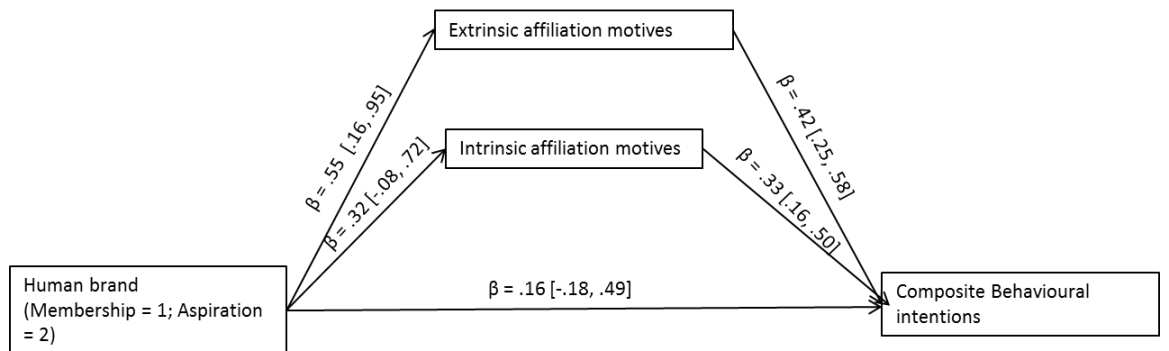 Extrinsic affiliation motives
β = .55 [.16, .95]
β = .42 [.25, .58]
Intrinsic affiliation motives
β = .32 [-.08, .72]
β = .33 [.16, .50]
β = .16 [-.18, .49]
Human brand
(Membership = 1; Aspiration
= 2)
Composite Behavioural
intentions